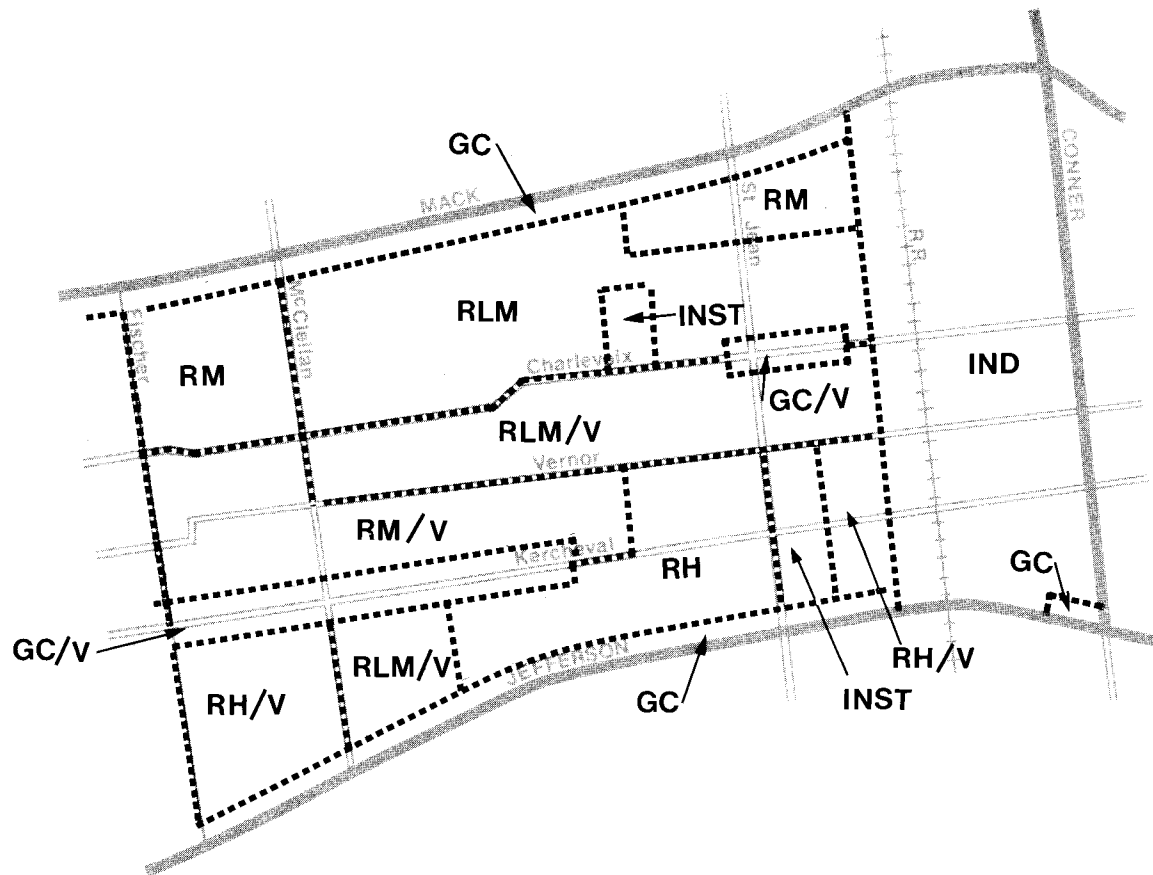 GC
MACK
CONNER
St. Jean
RM
R.R.
McClellan
Fischer
RLM
INST
RM
Charlevoix
IND
GC/V
RLM/V
Vernor
RM/V
Kercheval
RH
GC
GC/V
RLM/V
JEFFERSON
RH/V
RH/V
GC
INST